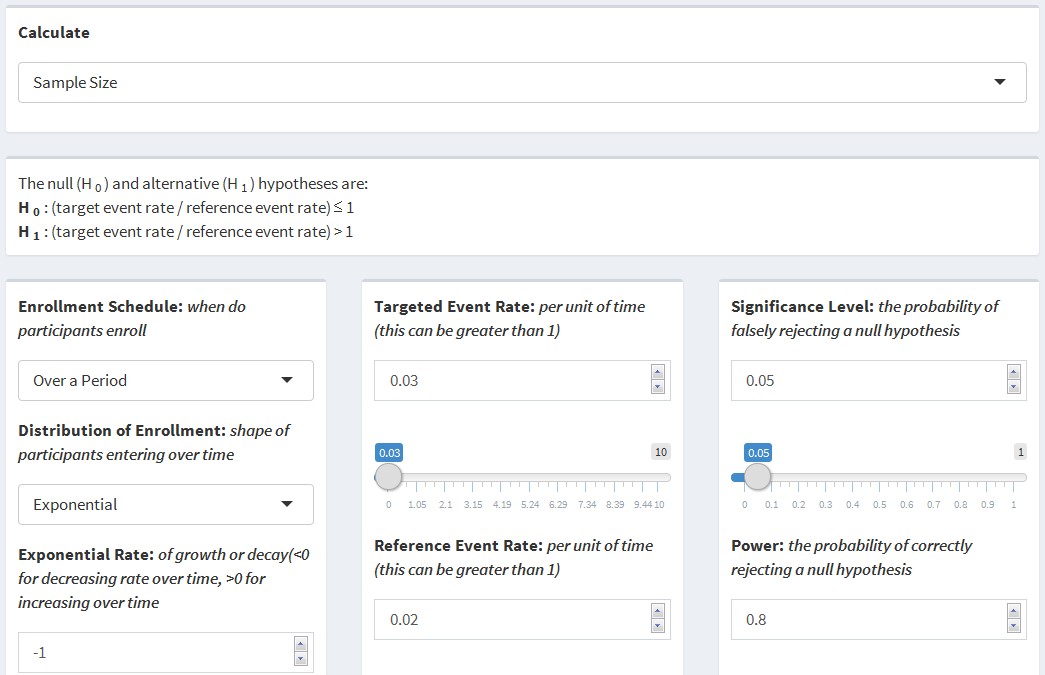 Calculate
Sample Size
The null (H 0 ) and alternative (H 1 ) hypotheses are:
H 0 : (target event rate / reference event rate) ≤ 1
H 1 : (target event rate / reference event rate) > 1
Enrollment Schedule: when do
participants enroll
Over a Period
Distribution of Enrollment: shape of
participants entering over time
Exponential
Exponential Rate: of growth or decay(<0
for decreasing rate over time, >0 for
increasing over time
-1
Targeted Event Rate: per unit of time
(this can be greater than 1)
0.03
0.03 10
0 1.05 2.1 3.15 4.19 5.24 6.29 7.34 8.39 9.44 10
Reference Event Rate: per unit of time
(this can be greater than 1)
0.02
Significance Level: the probability of
falsely rejecting a null hypothesis
0.05
0.05 1
0 0.1 0.2 0.3 0.4 0.5 0.6 0.7 0.8 0.9 1
Power: the probability of correctly
rejecting a null hypothesis
0.8